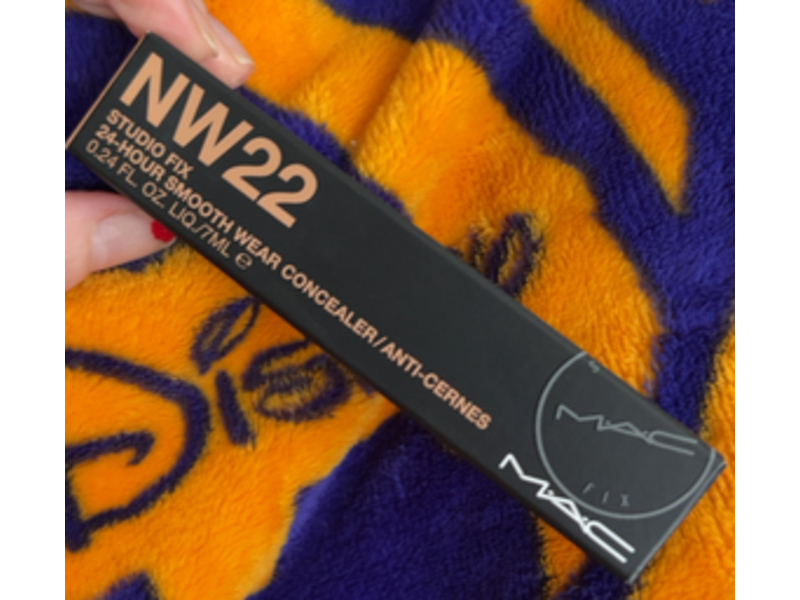 NW22
STUDIO FIX
24-HOUR SMOOTH WEAR CONCEALER/ANTI-CERNES
0.24 FL. OZ. LIQ./7ML ℮
MAC
FIX
MAC
Dis